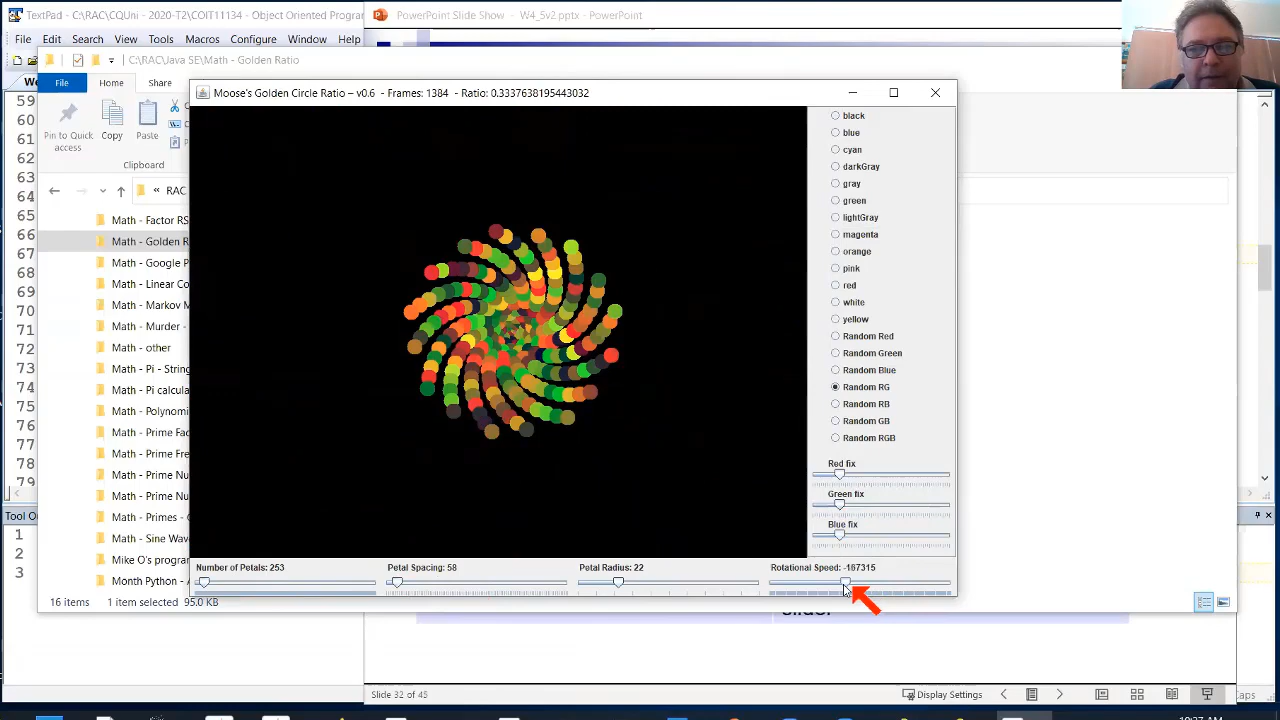 TextPad - C:\RAC\CQUni - 2020-T2\COIT11134 - Object Oriented Progra
PowerPoint Slide Show - W4_5v2.pptx - PowerPoint
File Edit Search View Tools Macros Configure Window
C:\RAC\Java SE\Math - Golden Ratio
File Home Share
Moose's Golden Circle Ratio – v0.6 - Frames: 1384 - Ratio: 0.3337638195443032
59
60
61
62
63
64
65
66
67
68
69
70
71
72
73
74
75
76
77
78
79
Pin to Quick access
Copy
Paste
Clipboard
« RAC
Math - Factor RS
Math - Golden R
Math - Google P
Math - Linear Co
Math - Markov M
Math - Murder -
Math - other
Math - Pi - String
Math - Pi calcula
Math - Polynomi
Math - Prime Fac
Math - Prime Fre
Math - Prime Nu
Math - Prime Nu
Math - Primes - G
Math - Sine Wave
Mike O's program
Month Python - A
16 items 95.0 KB
black
blue
cyan
darkGray
gray
green
lightGray
magenta
orange
pink
red
white
yellow
Random Red
Random Green
Random Blue
Random RG
Random RB
Random GB
Random RGB
Red fix
Green fix
Blue fix
Number of Petals: 253
Petal Spacing: 58
Petal Radius: 22
Rotational Speed: -167315
slider
Tool O
1
2
3
Slide 32 of 45
Display Settings
Caps
10:27 AM